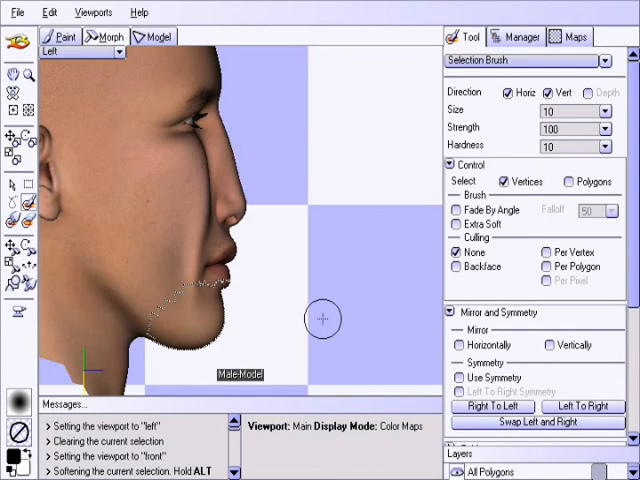 File Edit Viewports Help
Paint Morph Model
Left
Tool Manager Maps
Selection Brush
Direction Horiz Vert Depth
Size 10
Strength 100
Hardness 10
Control
Select Vertices Polygons
Brush
Fade By Angle Falloff 50
Extra Soft
Culling
None Per Vertex
Backface Per Polygon
Per Pixel
Mirror and Symmetry
Mirror
Horizontally Vertically
Symmetry
Use Symmetry
Left To Right Symmetry
Right To Left Left To Right
Swap Left and Right
Layers
All Polygons
Male-Model
Messages...
> Setting the viewport to "left"
> Clearing the current selection
> Setting the viewport to "front"
> Softening the current selection. Hold ALT
Viewport: Main Display Mode: Color Maps